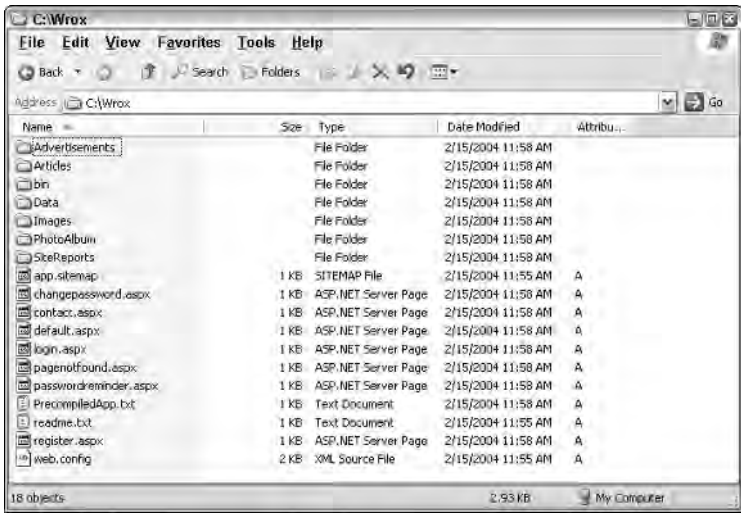 C:\Wrox
File Edit View Favorites Tools Help
Back Search Folders
Address C:\Wrox Go
Name Size Type Date Modified Attribu...
Advertisements File Folder 2/15/2004 11:58 AM
Articles File Folder 2/15/2004 11:58 AM
bin File Folder 2/15/2004 11:58 AM
Data File Folder 2/15/2004 11:58 AM
Images File Folder 2/15/2004 11:58 AM
PhotoAlbum File Folder 2/15/2004 11:58 AM
SiteReports File Folder 2/15/2004 11:58 AM
app.sitemap 1 KB SITEMAP File 2/15/2004 11:55 AM A
changepassword.aspx 1 KB ASP.NET Server Page 2/15/2004 11:58 AM A
contact.aspx 1 KB ASP.NET Server Page 2/15/2004 11:58 AM A
default.aspx 1 KB ASP.NET Server Page 2/15/2004 11:58 AM A
login.aspx 1 KB ASP.NET Server Page 2/15/2004 11:58 AM A
pagenotfound.aspx 1 KB ASP.NET Server Page 2/15/2004 11:58 AM A
passwordreminder.aspx 1 KB ASP.NET Server Page 2/15/2004 11:58 AM A
PrecompiledApp.txt 1 KB Text Document 2/15/2004 11:58 AM A
readme.txt 1 KB Text Document 2/15/2004 11:55 AM A
register.aspx 1 KB ASP.NET Server Page 2/15/2004 11:58 AM A
web.config 2 KB XML Source File 2/15/2004 11:55 AM A
18 objects 2.93 KB My Computer